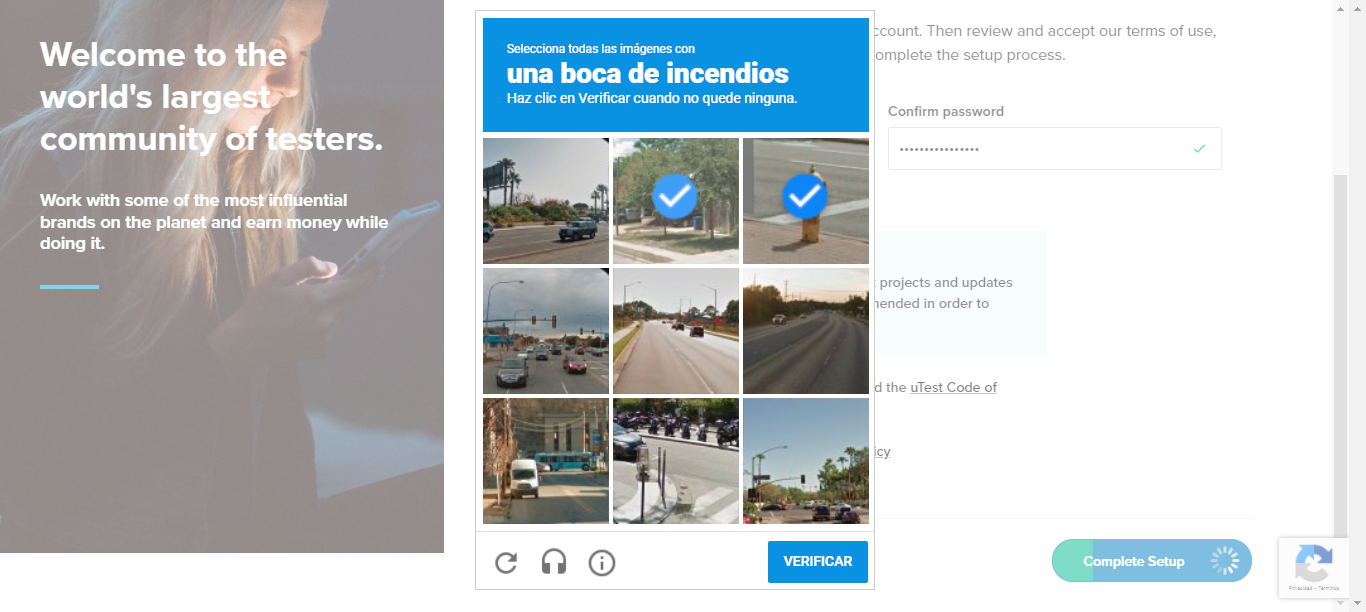 Welcome to the
world's largest
community of testers.
Work with some of the most influential
brands on the planet and earn money while
doing it.
Selecciona todas las imágenes con
una boca de incendios
Haz clic en Verificar cuando no quede ninguna.
VERIFICAR
ccount. Then review and accept our terms of use,
omplete the setup process.
Confirm password
projects and updates
mended in order to
d the uTest Code of
icy
Complete Setup
Privacidad - Términos